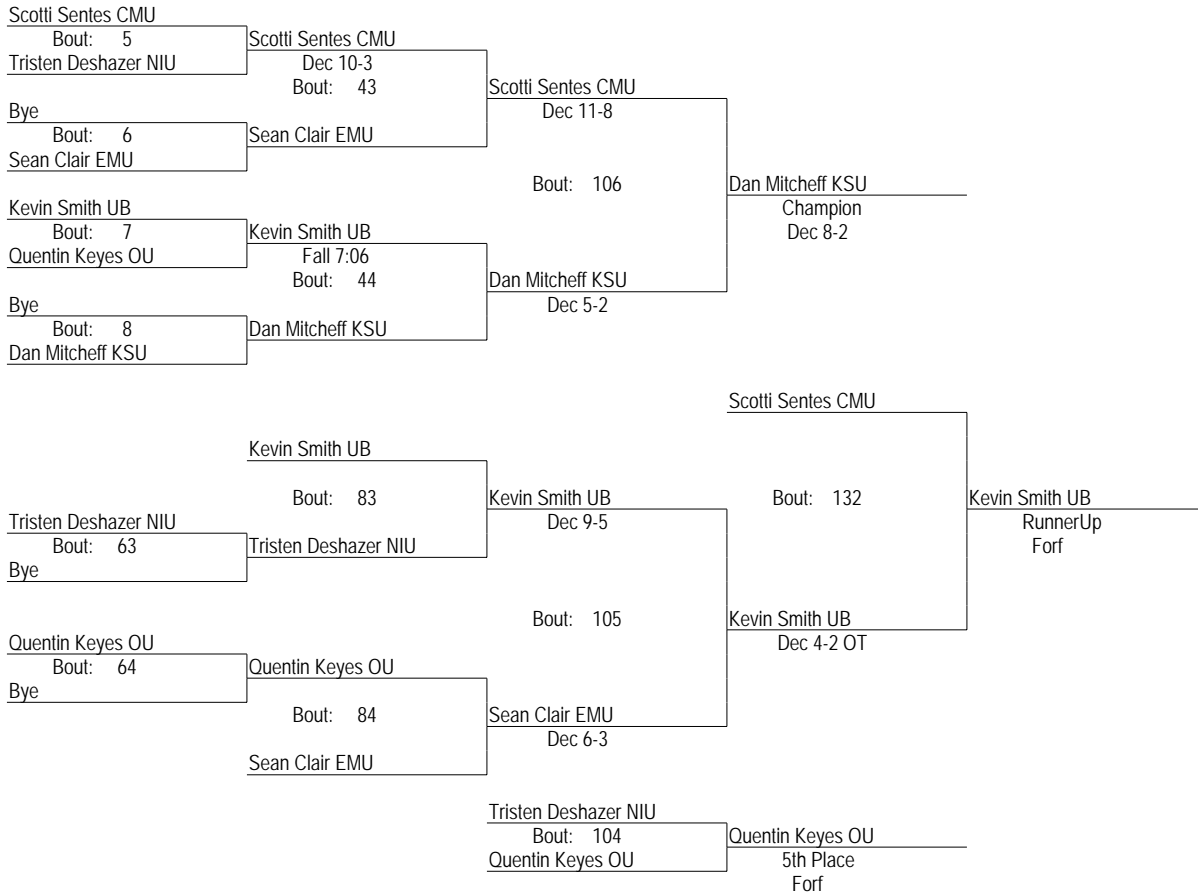 Scotti Sentes CMU
Bout: 5
Tristen Deshazer NIU
Scotti Sentes CMU
Dec 10-3
Bout: 43
Bye
Bout: 6
Sean Clair EMU
Sean Clair EMU
Scotti Sentes CMU
Dec 11-8
Bout: 106
Kevin Smith UB
Bout: 7
Quentin Keyes OU
Kevin Smith UB
Fall 7:06
Bout: 44
Bye
Bout: 8
Dan Mitcheff KSU
Dan Mitcheff KSU
Dan Mitcheff KSU
Dec 5-2
Dan Mitcheff KSU
Champion
Dec 8-2
Scotti Sentes CMU
Kevin Smith UB
Bout: 83
Tristen Deshazer NIU
Bout: 63
Bye
Tristen Deshazer NIU
Kevin Smith UB
Dec 9-5
Bout: 132
Kevin Smith UB
RunnerUp
Forf
Bout: 105
Kevin Smith UB
Dec 4-2 OT
Quentin Keyes OU
Bout: 64
Bye
Quentin Keyes OU
Bout: 84
Sean Clair EMU
Sean Clair EMU
Dec 6-3
Tristen Deshazer NIU
Bout: 104
Quentin Keyes OU
Quentin Keyes OU
5th Place
Forf